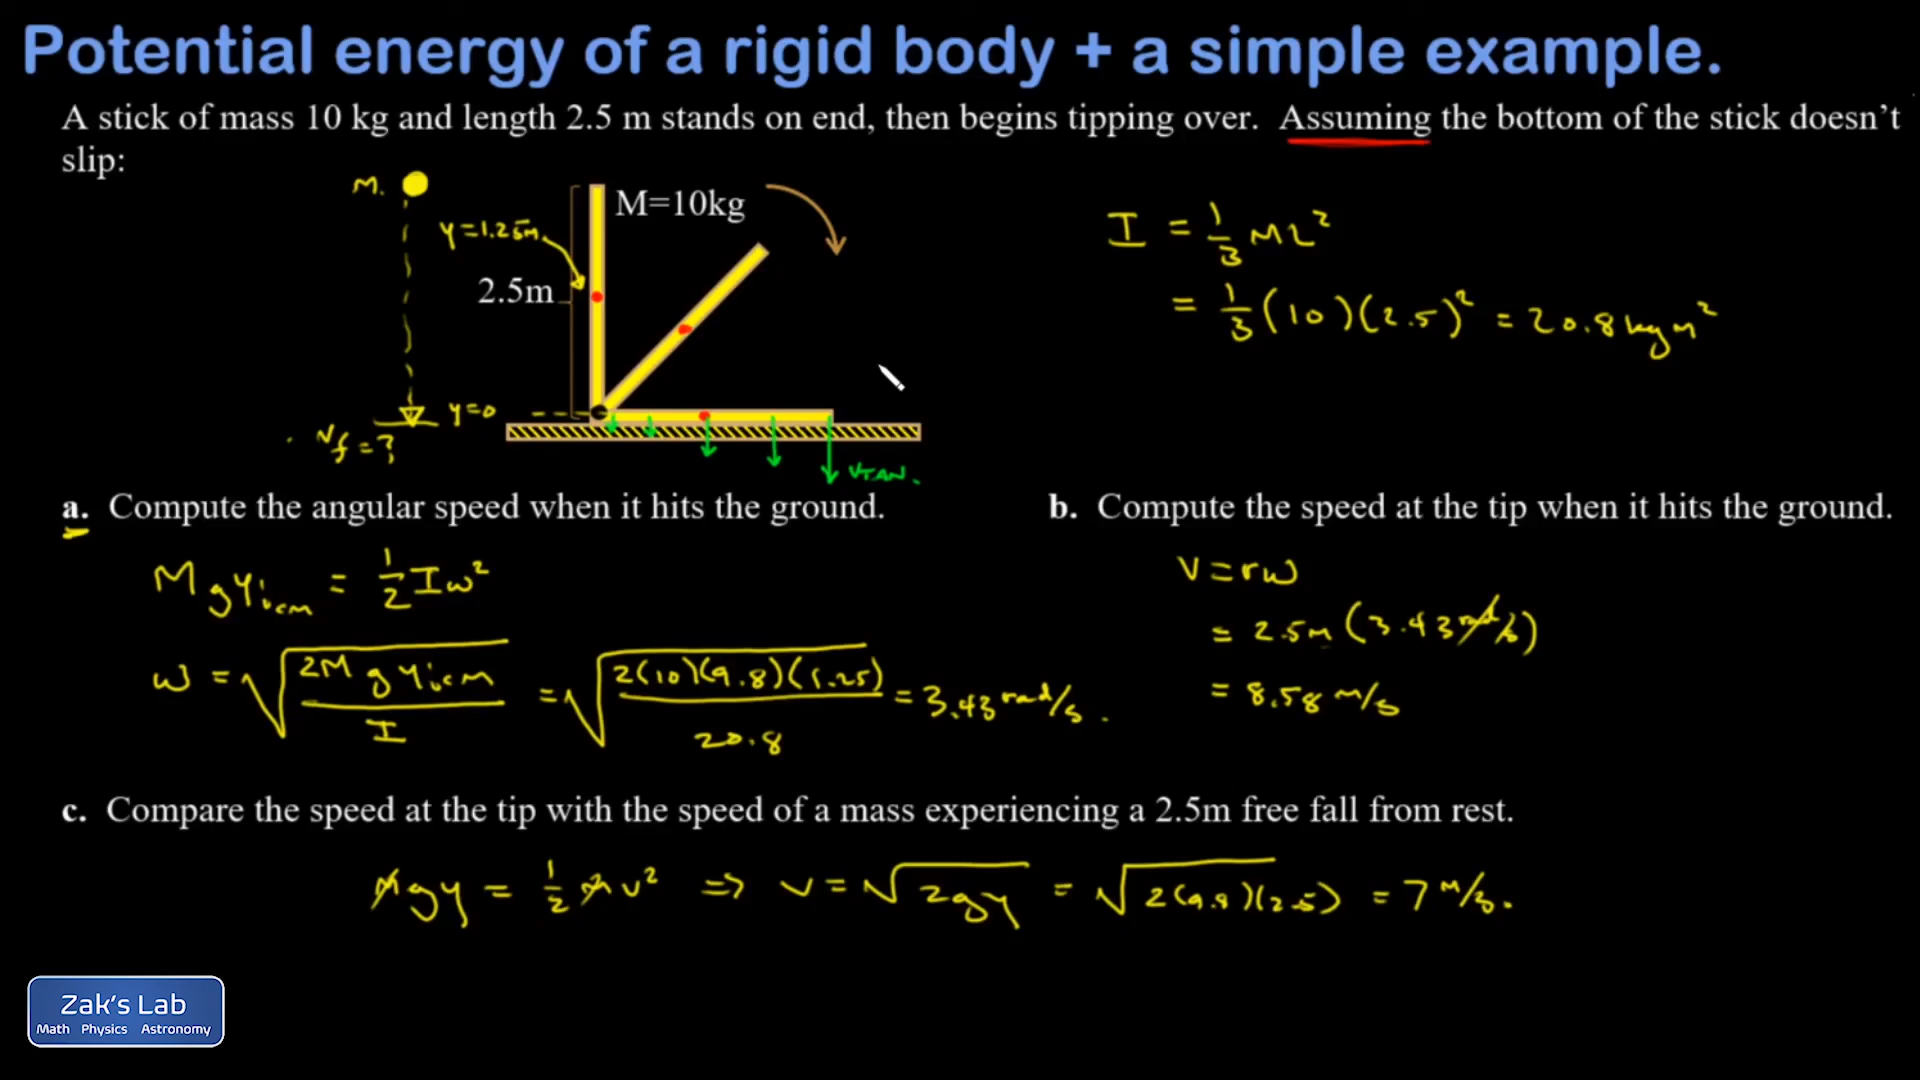 Potential energy of a rigid body + a simple example.
A stick of mass 10 kg and length 2.5 m stands on end, then begins tipping over. Assuming the bottom of the stick doesn't
slip:
M.
M=10kg
y=1.25m
2.5m
y=0
Vf=?
VTAN.
I = 1/3 ML²
= 1/3 (10)(2.5)² = 20.8 kg m²
a. Compute the angular speed when it hits the ground.
Mgyicm = 1/2 Iω²
ω = √(2Mgyicm / I) = √(2(10)(9.8)(1.25) / 20.8) = 3.43 rad/s.
b. Compute the speed at the tip when it hits the ground.
V = rω
= 2.5m (3.43 rad/s)
= 8.58 m/s
c. Compare the speed at the tip with the speed of a mass experiencing a 2.5m free fall from rest.
Mgy = 1/2 Mv² => v = √2gy = √2(9.8)(2.5) = 7 m/s.
Zak's Lab
Math Physics Astronomy